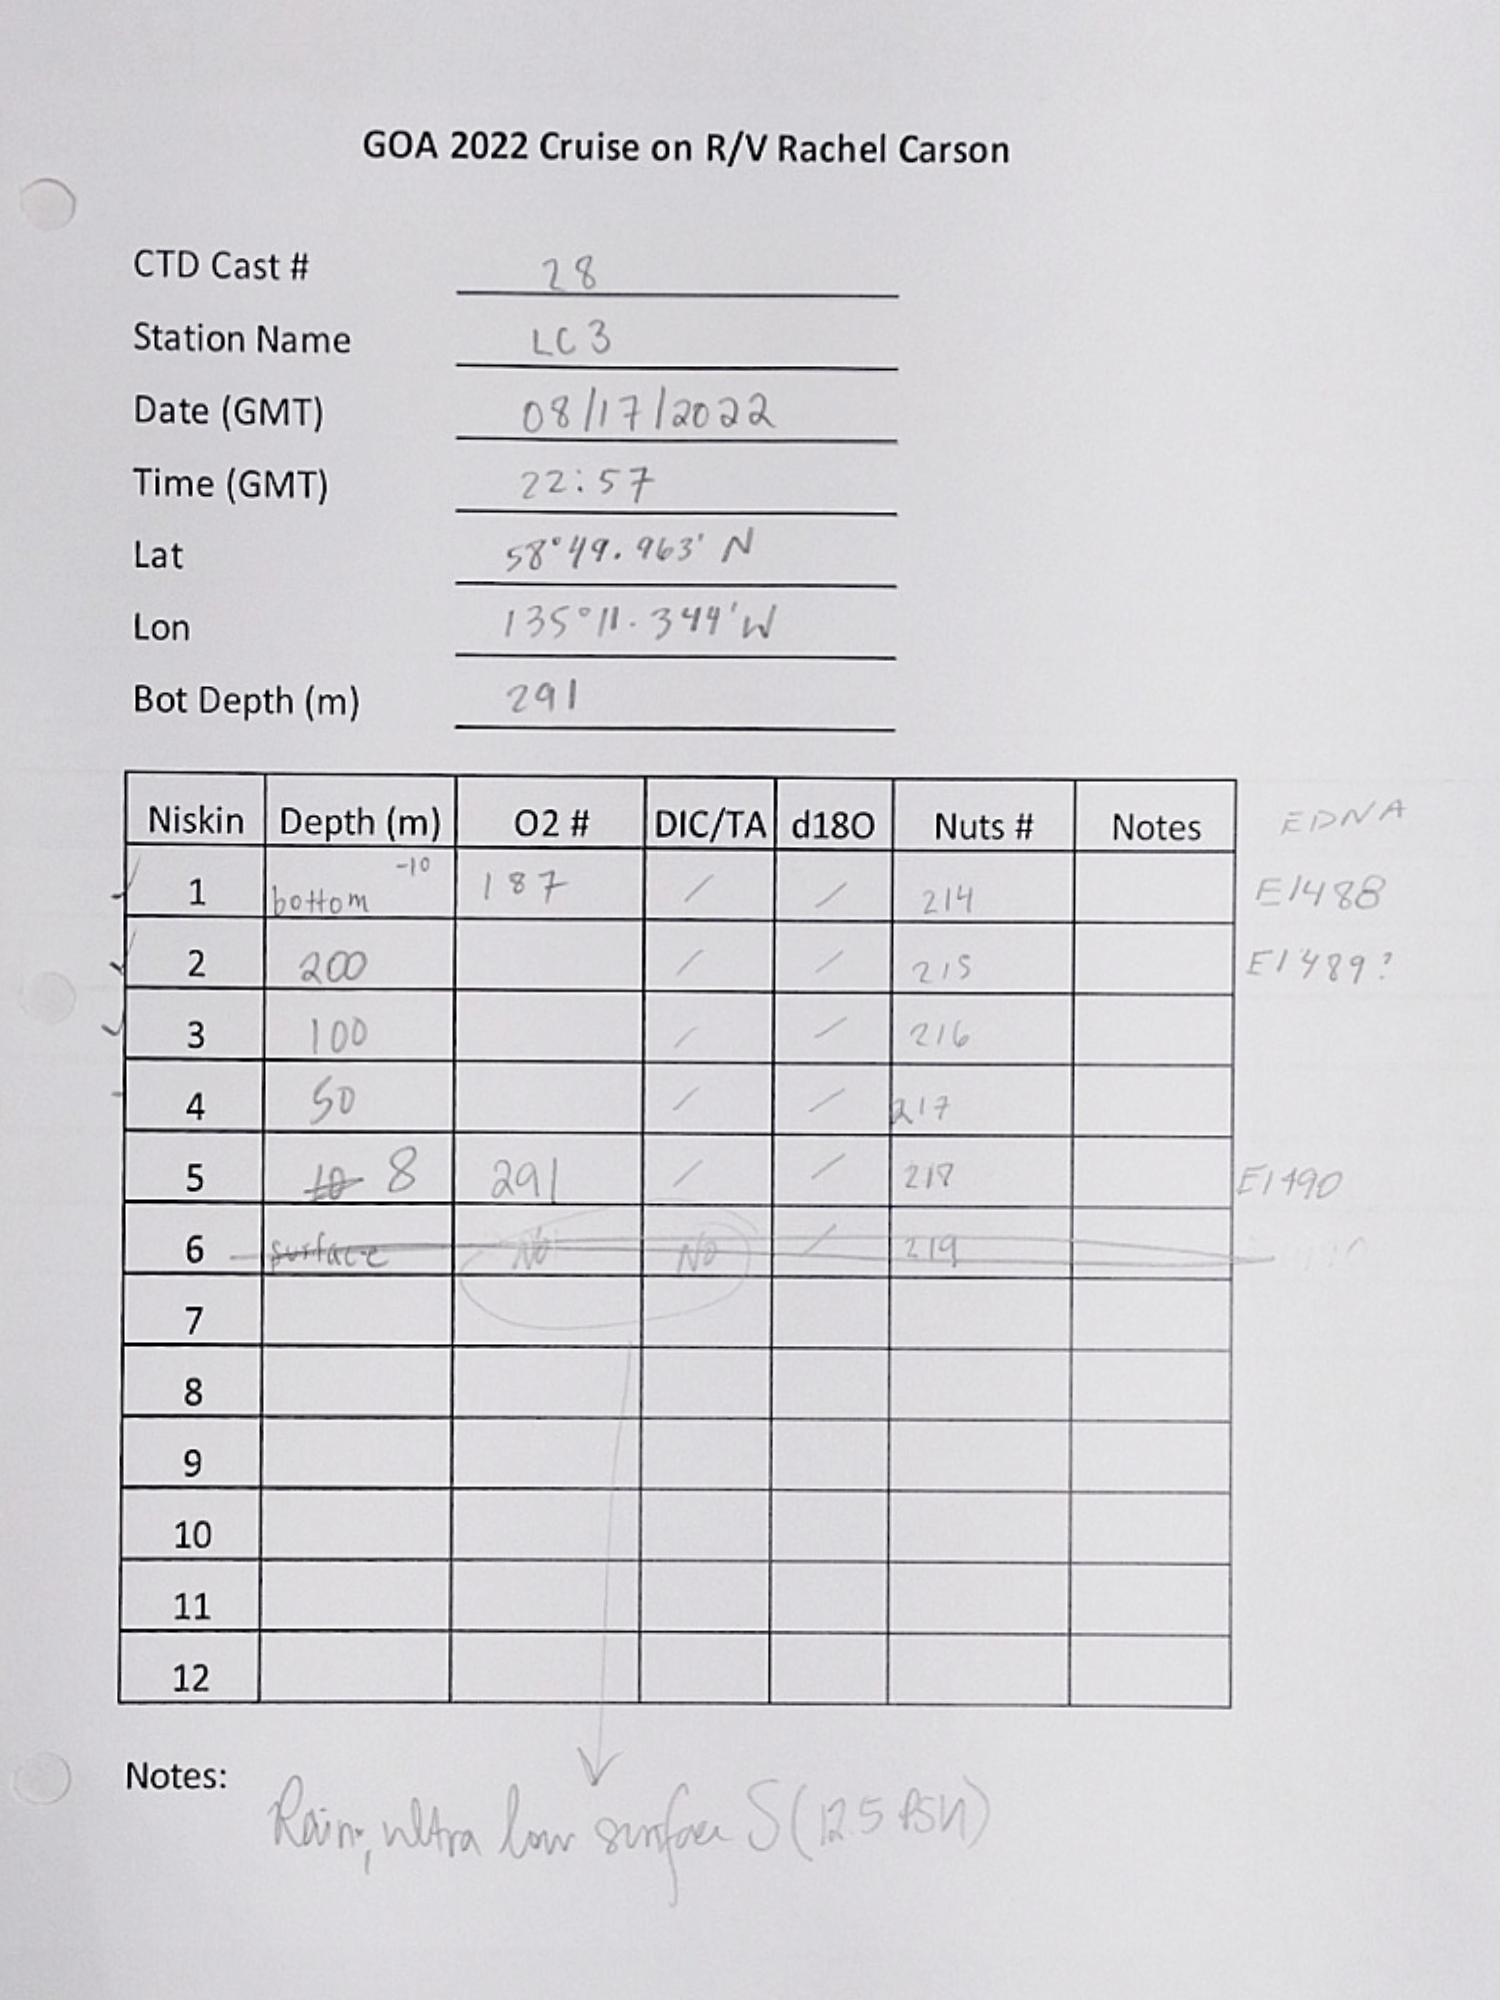 GOA 2022 Cruise on R/V Rachel Carson
CTD Cast # 28
Station Name LC3
Date (GMT) 08/17/2022
Time (GMT) 22:57
Lat 58°49.963' N
Lon 135°11.344'W
Bot Depth (m) 291
Niskin Depth (m) O2 # DIC/TA d18O Nuts # Notes EDNA
1 bottom -10 187 / / 214 E1488
2 200 / / 215 E1489?
3 100 / / 216
4 50 / / 217
5 10 8 291 / / 218 E1490
6 surface No No / 219
7
8
9
10
11
12
Notes:
Rain, ultra low surface S (12.5 PSU)